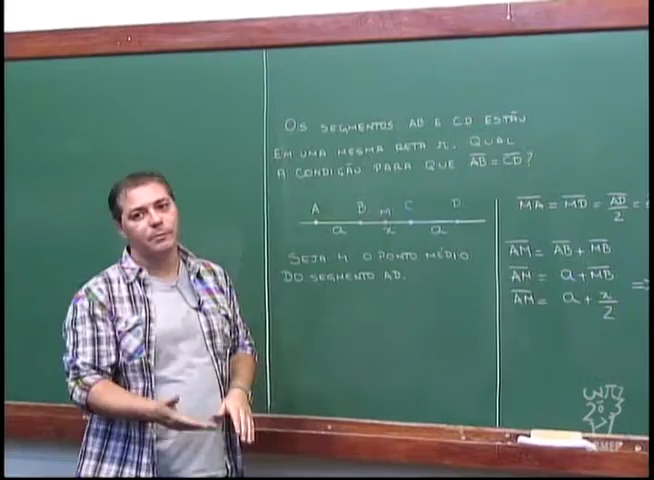 OS SEGMENTOS AB E CD ESTÃO
EM UMA MESMA RETA r. QUAL
A CONDIÇÃO PARA QUE AB = CD?
A B M C D
a x a
SEJA M O PONTO MÉDIO
DO SEGMENTO AD.
MA = MD = AD/2 =
AM = AB + MB
AM = a + MB
AM = a + x/2 =>
OBMEP